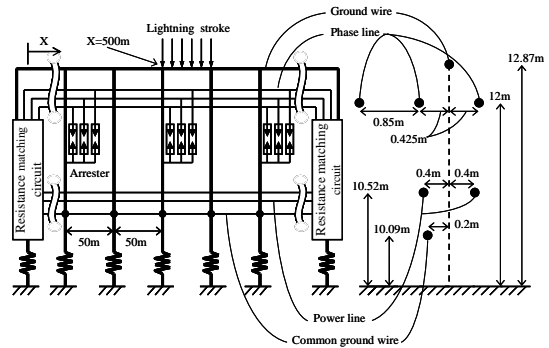 Lightning stroke
Ground wire
Phase line
X
X=500m
12.87m
12m
0.85m
0.425m
Resistance matching
circuit
Arrester
Resistance matching
circuit
10.52m
0.4m
0.4m
10.09m
0.2m
50m
50m
Power line
Common ground wire